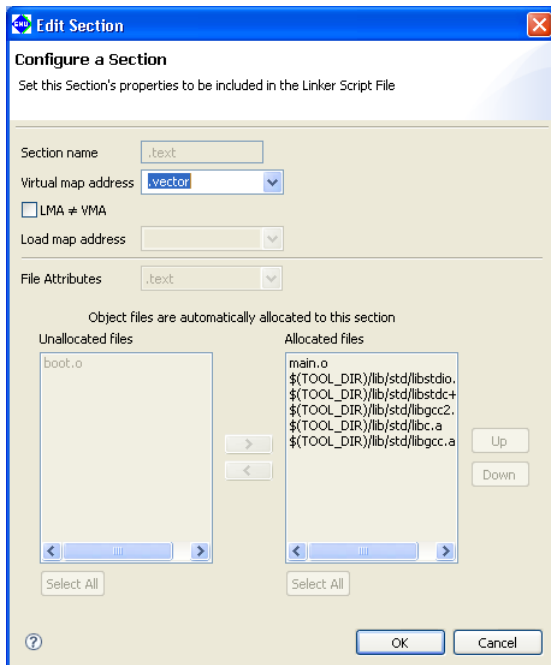 GNU Edit Section
Configure a Section
Set this Section's properties to be included in the Linker Script File
Section name .text
Virtual map address .vector
LMA ≠ VMA
Load map address
File Attributes .text
Object files are automatically allocated to this section
Unallocated files Allocated files
boot.o
main.o
$(TOOL_DIR)/lib/std/libstdio.
$(TOOL_DIR)/lib/std/libstdc+
$(TOOL_DIR)/lib/std/libgcc2.
$(TOOL_DIR)/lib/std/libc.a
$(TOOL_DIR)/lib/std/libgcc.a
>
<
Up
Down
Select All Select All
? OK Cancel